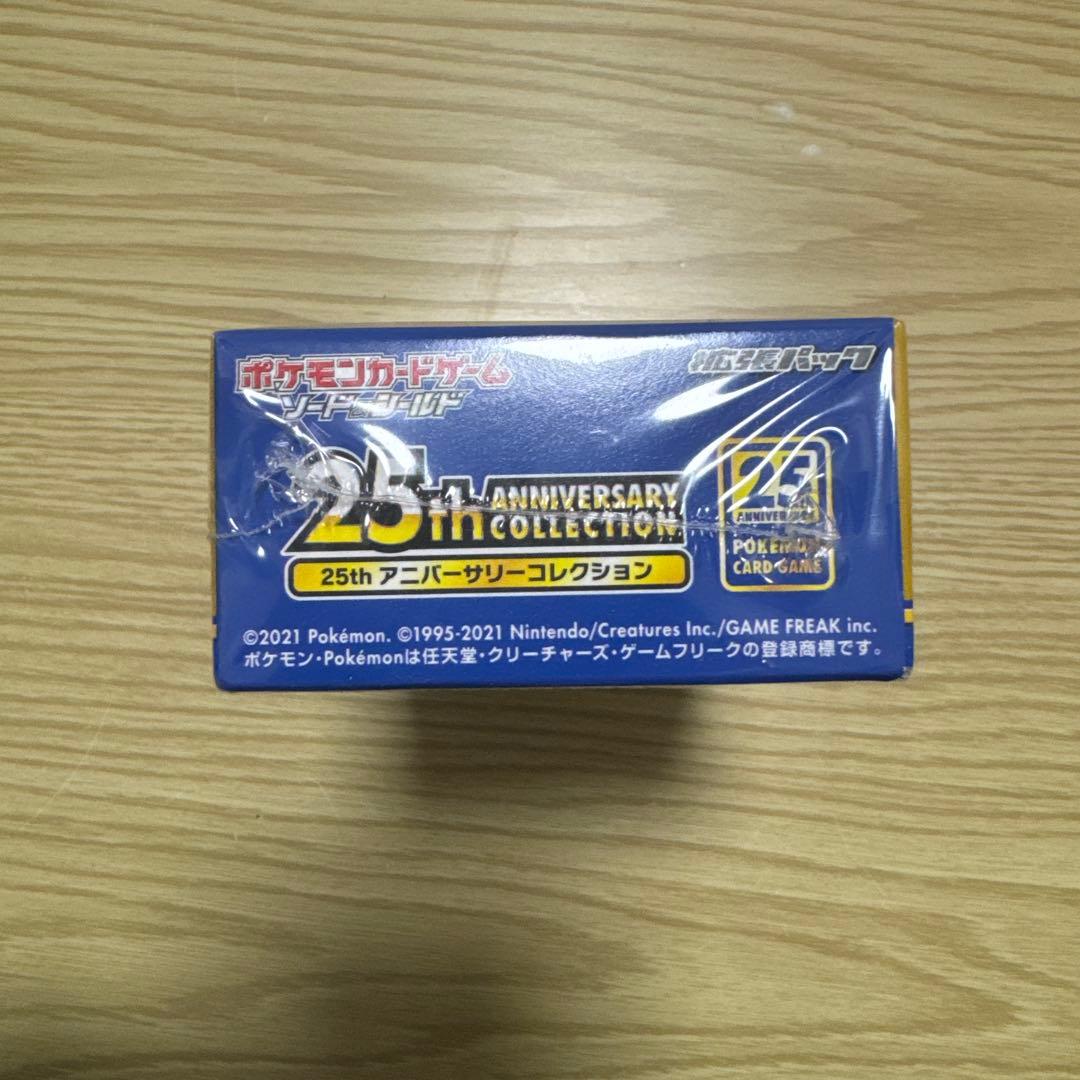 ポケモンカードゲーム
ソード&シールド
拡張パック
25th ANNIVERSARY
COLLECTION
25th アニバーサリーコレクション
25
ANNIVERSARY
POKÉMON
CARD GAME
©2021 Pokémon. ©1995-2021 Nintendo/Creatures Inc./GAME FREAK inc.
ポケモン・Pokémonは任天堂・クリーチャーズ・ゲームフリークの登録商標です。